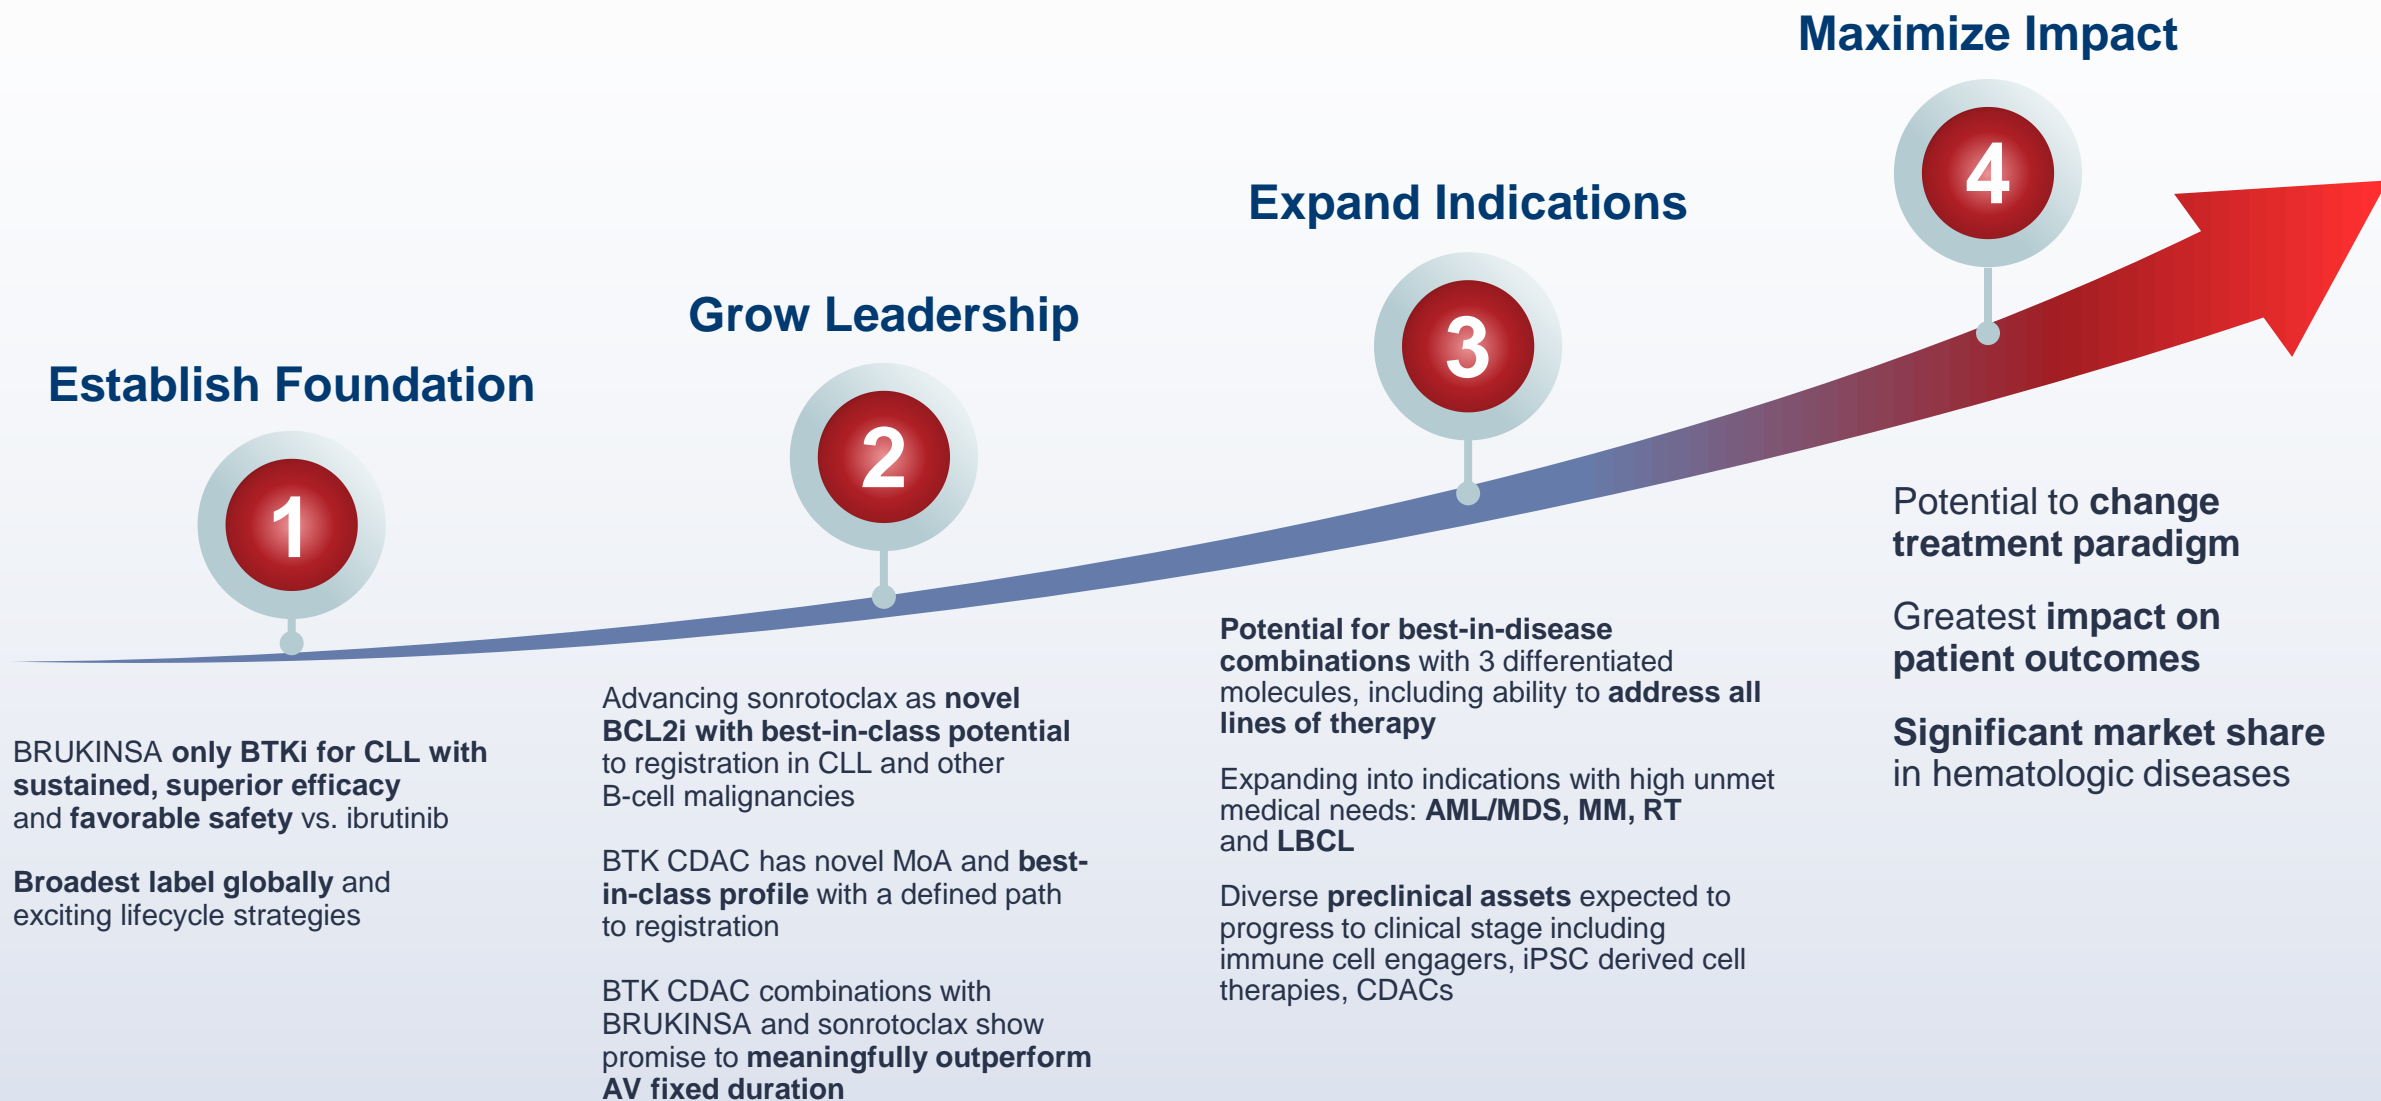 Establish Foundation
1
BRUKINSA only BTKi for CLL with
sustained, superior efficacy
and favorable safety vs. ibrutinib
Broadest label globally and
exciting lifecycle strategies
Grow Leadership
2
Advancing sonrotoclax as novel
BCL2i with best-in-class potential
to registration in CLL and other
B-cell malignancies
BTK CDAC has novel MoA and best-
in-class profile with a defined path
to registration
BTK CDAC combinations with
BRUKINSA and sonrotoclax show
promise to meaningfully outperform
AV fixed duration
Expand Indications
3
Potential for best-in-disease
combinations with 3 differentiated
molecules, including ability to address all
lines of therapy
Expanding into indications with high unmet
medical needs: AML/MDS, MM, RT
and LBCL
Diverse preclinical assets expected to
progress to clinical stage including
immune cell engagers, iPSC derived cell
therapies, CDACs
Maximize Impact
4
Potential to change
treatment paradigm
Greatest impact on
patient outcomes
Significant market share
in hematologic diseases